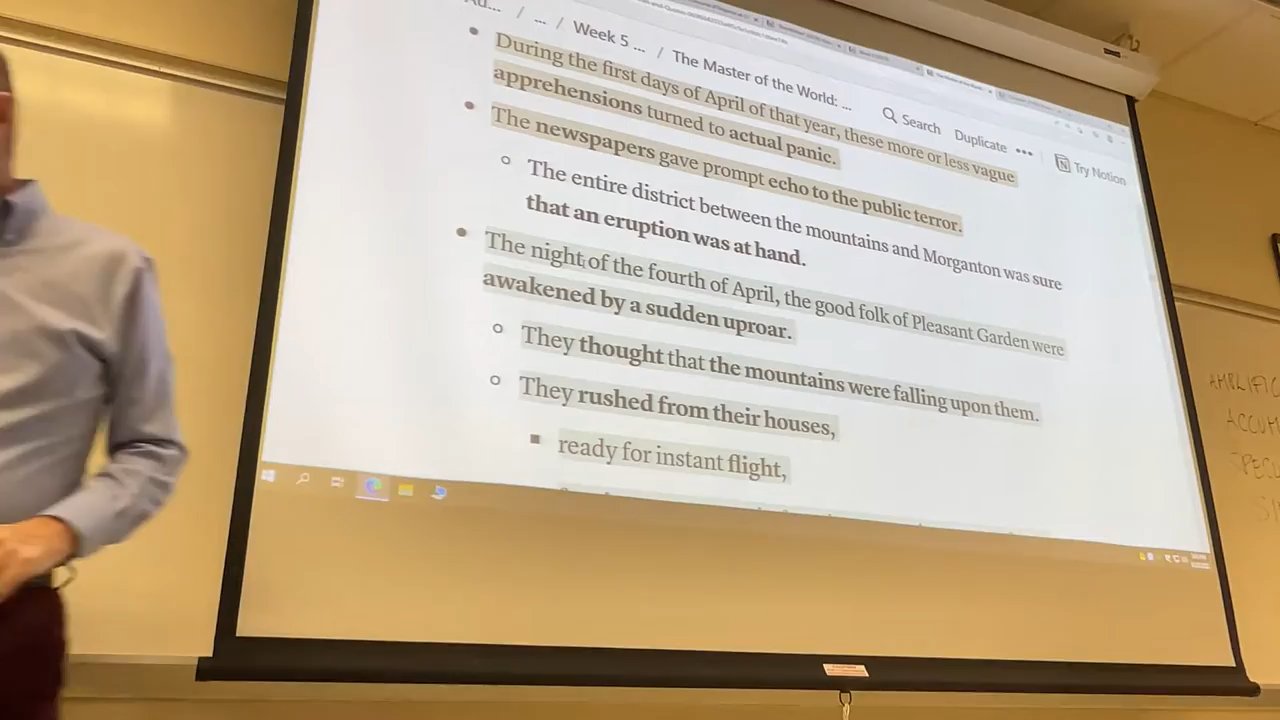 / ... / Week 5 ... / The Master of the World: ...
Search Duplicate ••• Try Notion
During the first days of April of that year, these more or less vague
apprehensions turned to actual panic.
The newspapers gave prompt echo to the public terror.
The entire district between the mountains and Morganton was sure
that an eruption was at hand.
The night of the fourth of April, the good folk of Pleasant Garden were
awakened by a sudden uproar.
They thought that the mountains were falling upon them.
They rushed from their houses,
ready for instant flight,
AMPLIFIC
ACCUM
SPECI